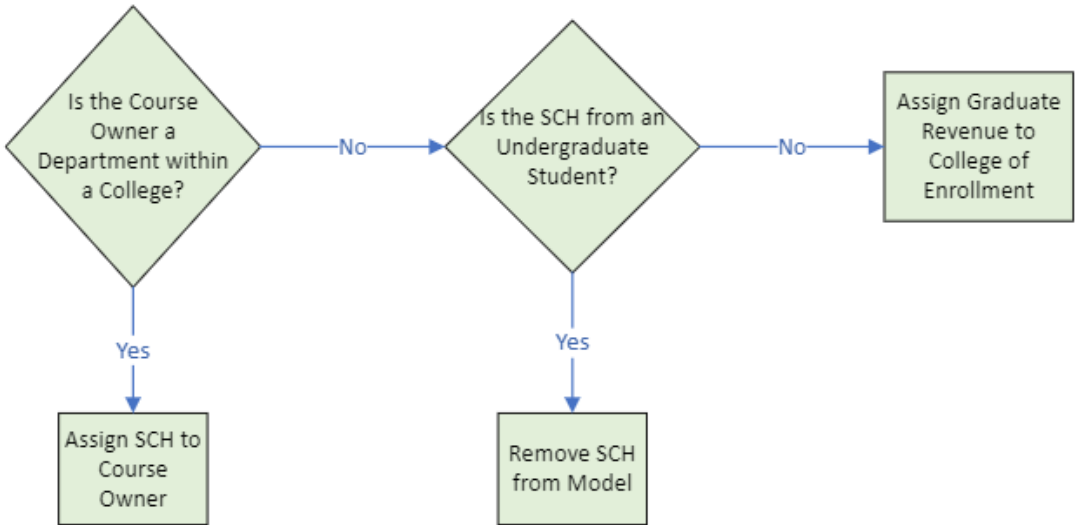 Is the Course
Owner a
Department within
a College?
No
Is the SCH from an
Undergraduate
Student?
No
Assign Graduate
Revenue to
College of
Enrollment
Yes
Assign SCH to
Course
Owner
Yes
Remove SCH
from Model